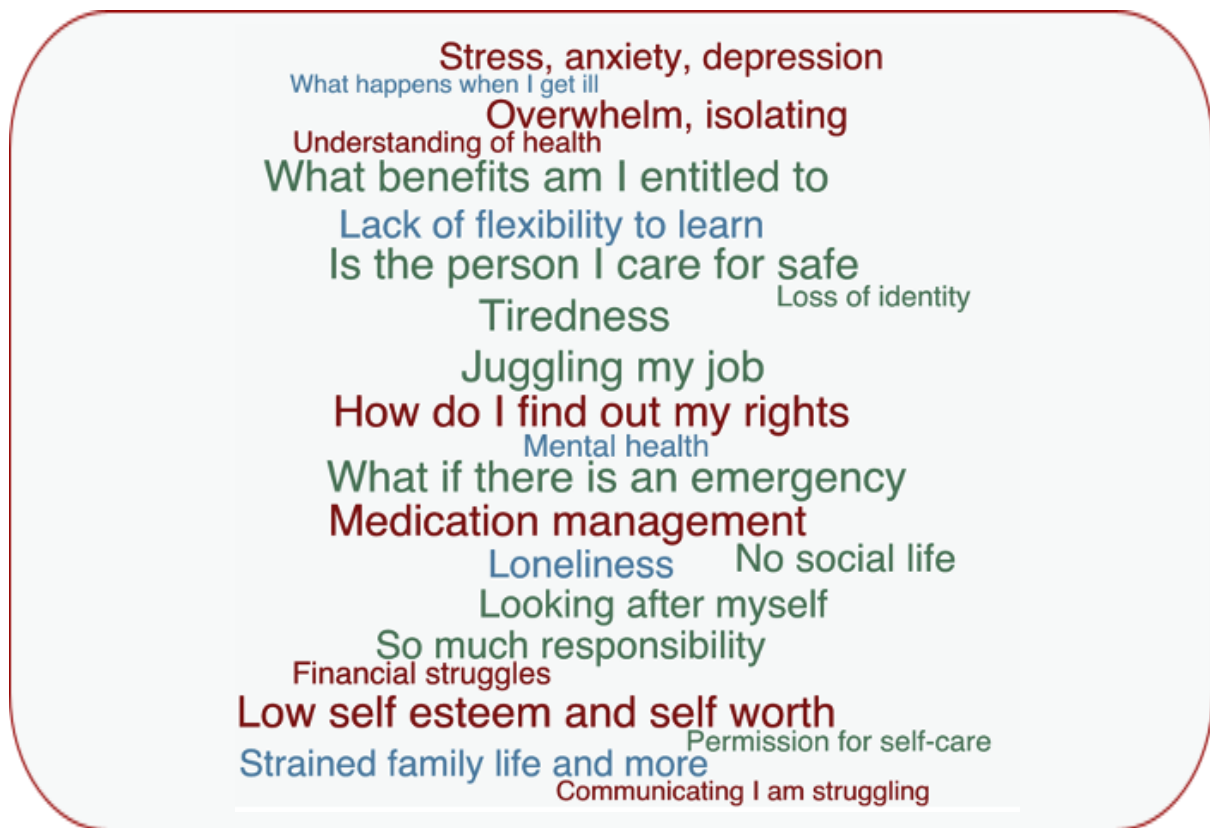 Stress, anxiety, depression
What happens when I get ill
Overwhelm, isolating
Understanding of health
What benefits am I entitled to
Lack of flexibility to learn
Is the person I care for safe
Loss of identity
Tiredness
Juggling my job
How do I find out my rights
Mental health
What if there is an emergency
Medication management
Loneliness
No social life
Looking after myself
So much responsibility
Financial struggles
Low self esteem and self worth
Permission for self-care
Strained family life and more
Communicating I am struggling